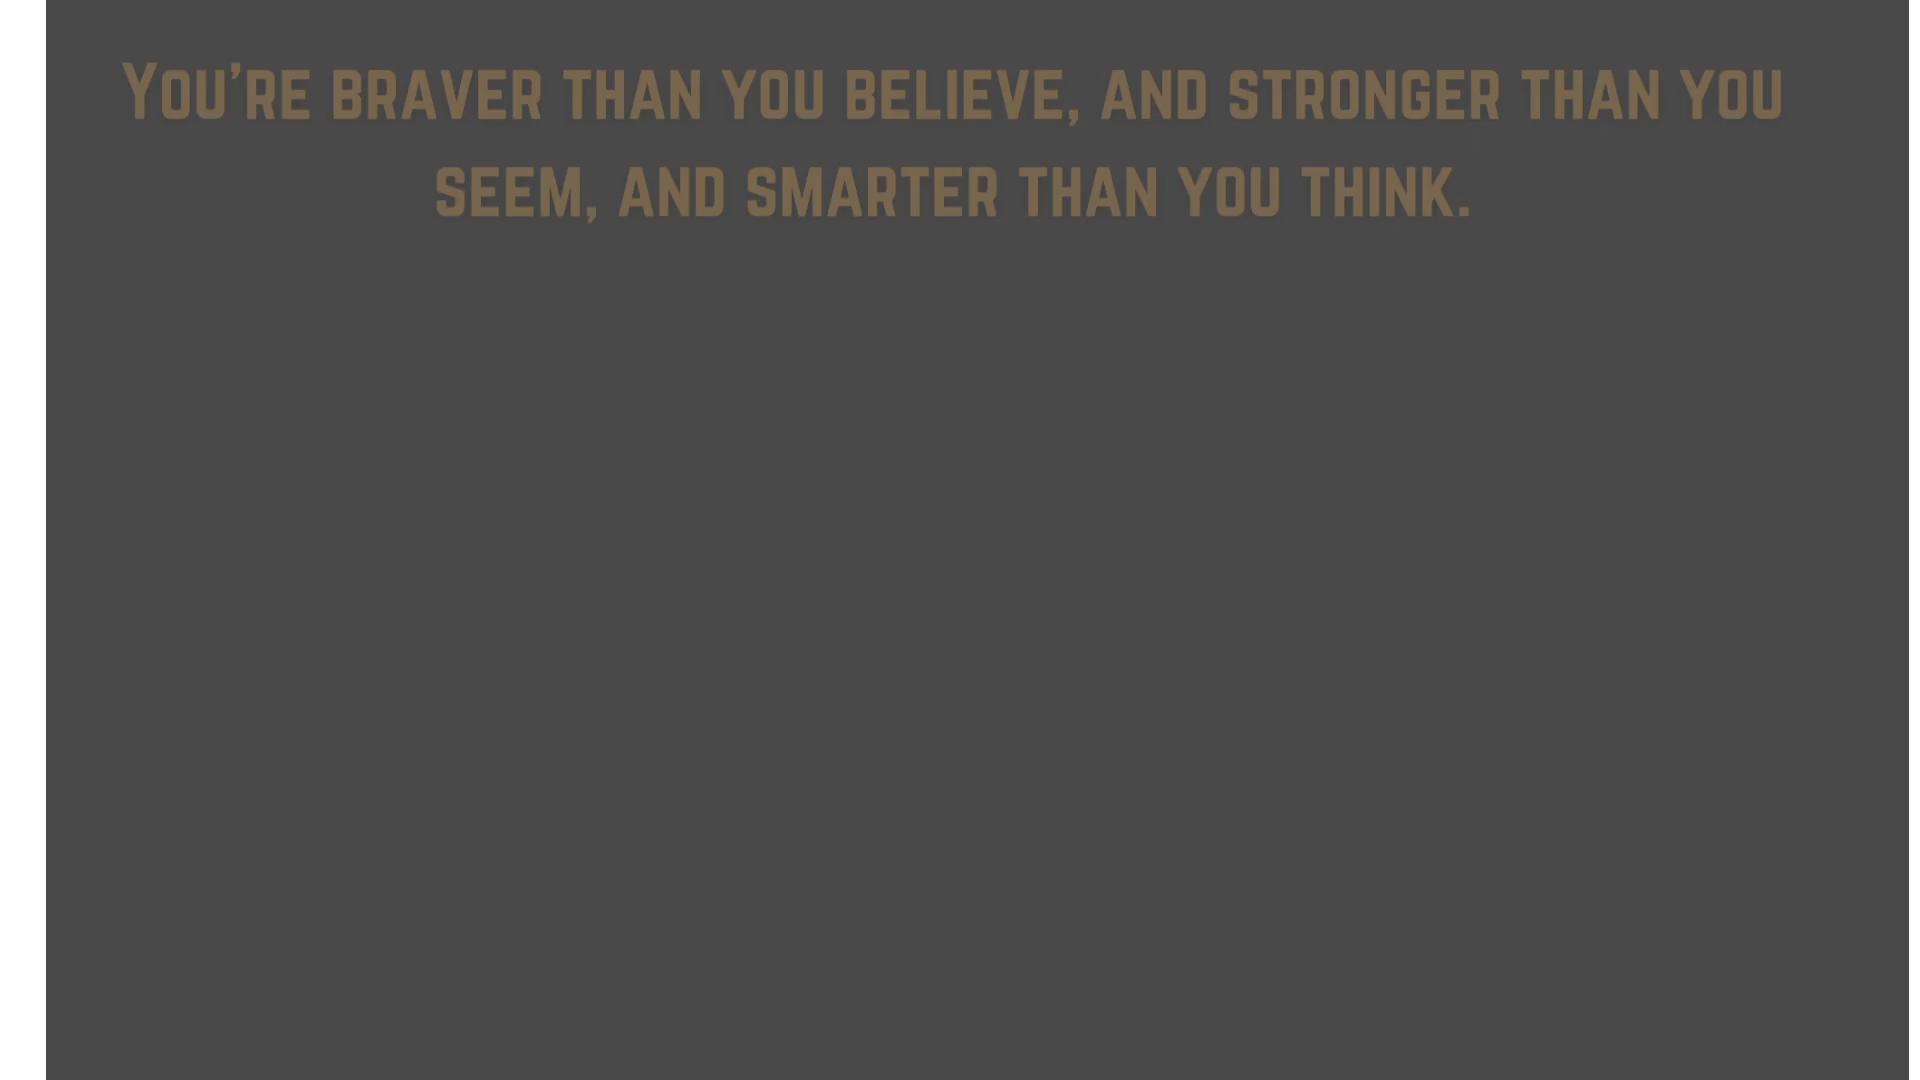 You’re braver than you believe, and stronger than you
seem, and smarter than you think.